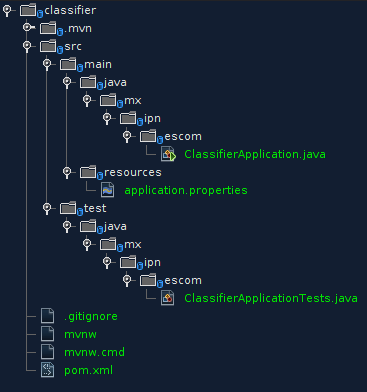 classifier
.mvn
src
main
java
mx
ipn
escom
ClassifierApplication.java
resources
application.properties
test
java
mx
ipn
escom
ClassifierApplicationTests.java
.gitignore
mvnw
mvnw.cmd
pom.xml